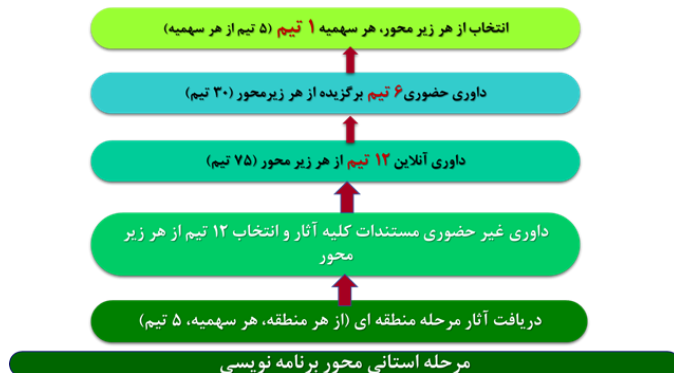 انتخاب از هر زیر محور، هر سهمیه ۱ تیم (۵ تیم از هر سهمیه)
داوری حضوری ۶ تیم برگزیده از هر زیرمحور (۳۰ تیم)
داوری آنلاین ۱۲ تیم از هر زیر محور (۷۵ تیم)
داوری غیر حضوری مستندات کلیه آثار و انتخاب ۱۲ تیم از هر زیر
محور
دریافت آثار مرحله منطقه ای (از هر منطقه، هر سهمیه، ۵ تیم)
مرحله استانی محور برنامه نویسی